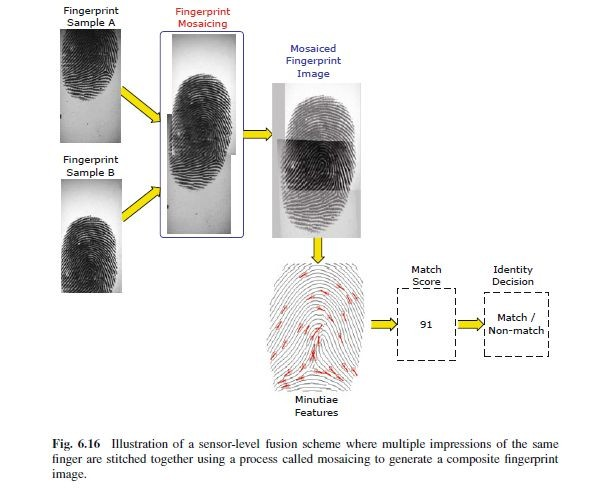 Fingerprint
Sample A
Fingerprint
Mosaicing
Mosaiced
Fingerprint
Image
Fingerprint
Sample B
Minutiae
Features
Match
Score
91
Identity
Decision
Match /
Non-match
Fig. 6.16 Illustration of a sensor-level fusion scheme where multiple impressions of the same
finger are stitched together using a process called mosaicing to generate a composite fingerprint
image.